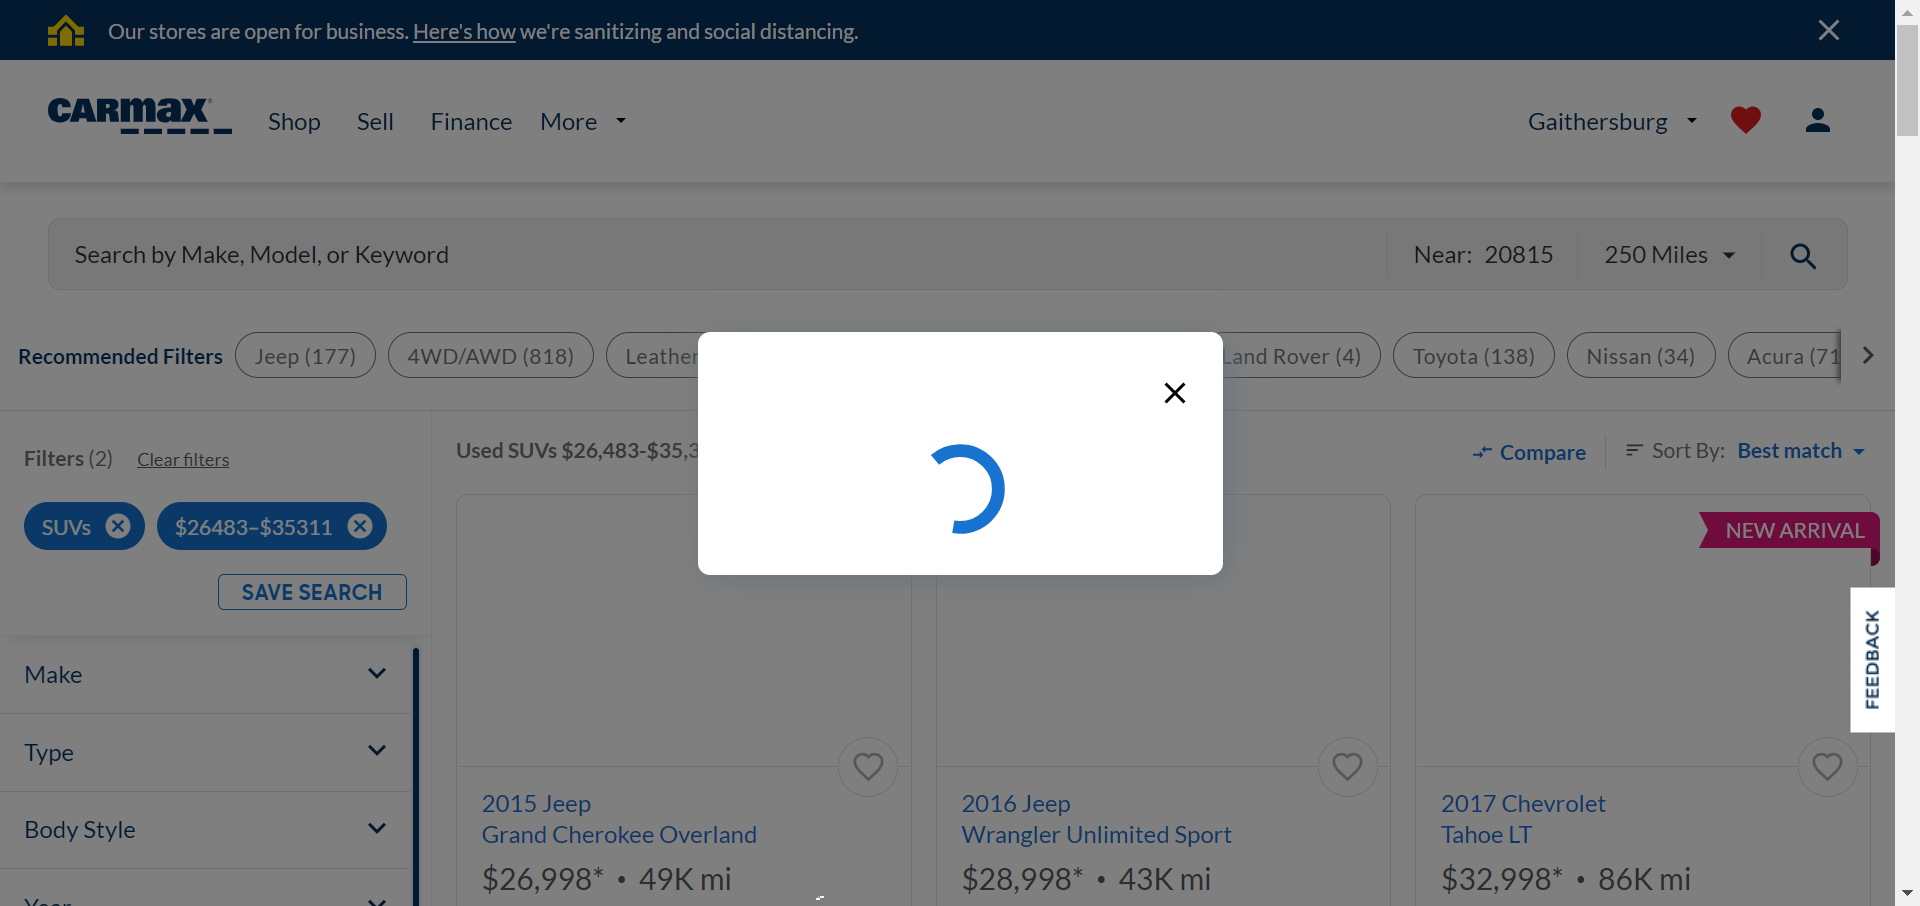 Our stores are open for business. Here's how we're sanitizing and social distancing.
CARMAX
Shop
Sell
Finance
More
Gaithersburg
Search by Make, Model, or Keyword
Near: 20815
250 Miles
Recommended Filters
Jeep (177)
4WD/AWD (818)
Leather
Land Rover (4)
Toyota (138)
Nissan (34)
Acura (71
Filters (2)
Clear filters
Used SUVs $26,483-$35,3
Compare
Sort By: Best match
SUVs
$26483–$35311
SAVE SEARCH
NEW ARRIVAL
FEEDBACK
Make
Type
Body Style
Year
2015 Jeep
Grand Cherokee Overland
$26,998* • 49K mi
2016 Jeep
Wrangler Unlimited Sport
$28,998* • 43K mi
2017 Chevrolet
Tahoe LT
$32,998* • 86K mi